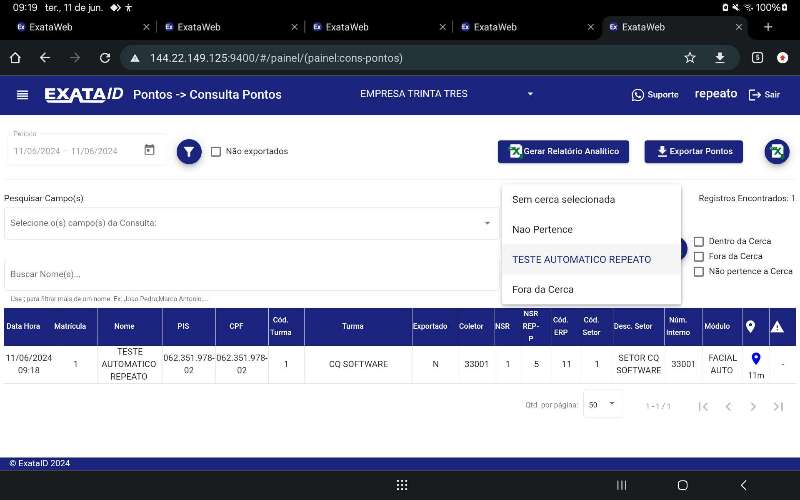 09:19 ter., 11 de jun. 100%
ExataWeb ExataWeb ExataWeb ExataWeb ExataWeb
144.22.149.125:9400/#/painel/(painel:cons-pontos) 5
EXATAID Pontos -> Consulta Pontos EMPRESA TRINTA TRES Suporte repeato Sair
Período
11/06/2024 – 11/06/2024 Não exportados Gerar Relatório Analítico Exportar Pontos
Pesquisar Campo(s) Sem cerca selecionada Registros Encontrados: 1
Selecione o(s) campo(s) da Consulta: Nao Pertence
Dentro da Cerca
TESTE AUTOMATICO REPEATO Fora da Cerca
Buscar Nome(s)... Não pertence a Cerca
Fora da Cerca
Use ; para filtrar mais de um nome. Ex: Joao Pedro;Marco Antonio;...
Data Hora Matrícula Nome PIS CPF Cód. Turma Turma Exportado Coletor NSR NSR REP-P Cód. ERP Cód. Setor Desc. Setor Núm. Interno Módulo
11/06/2024 09:18 1 TESTE AUTOMATICO REPEATO 062.351.978-02 062.351.978-02 1 CQ SOFTWARE N 33001 1 5 11 1 SETOR CQ SOFTWARE 33001 FACIAL AUTO 11m -
Qtd. por página: 50 1 – 1 / 1
© ExataID 2024